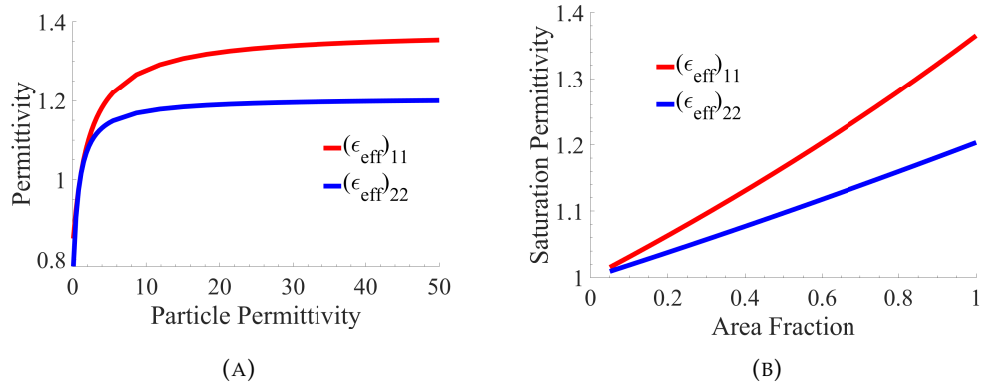 1.4
1.2
1
0.8
Permittivity
(ϵeff)11
(ϵeff)22
0 10 20 30 40 50
Particle Permittivity
(A)
1.4
1.3
1.2
1.1
1
Saturation Permittivity
(ϵeff)11
(ϵeff)22
0 0.2 0.4 0.6 0.8 1
Area Fraction
(B)